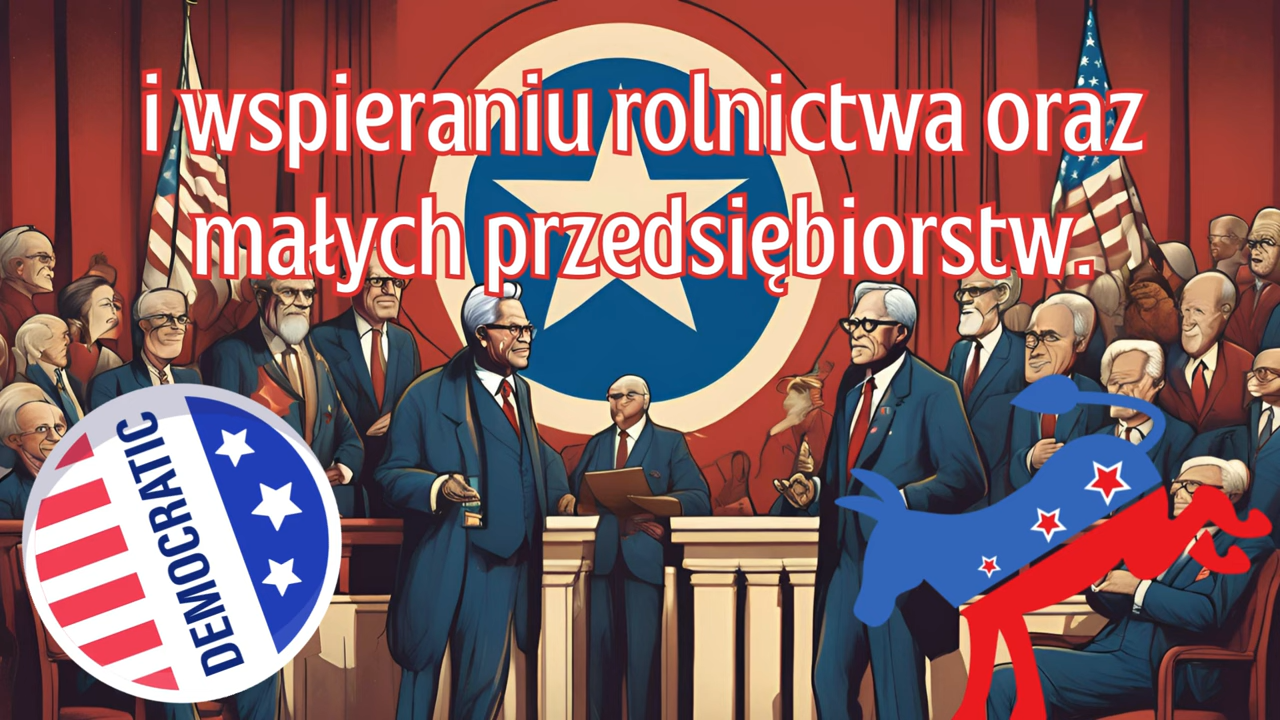 i wspieraniu rolnictwa oraz
małych przedsiębiorstw.
DEMOCRATIC